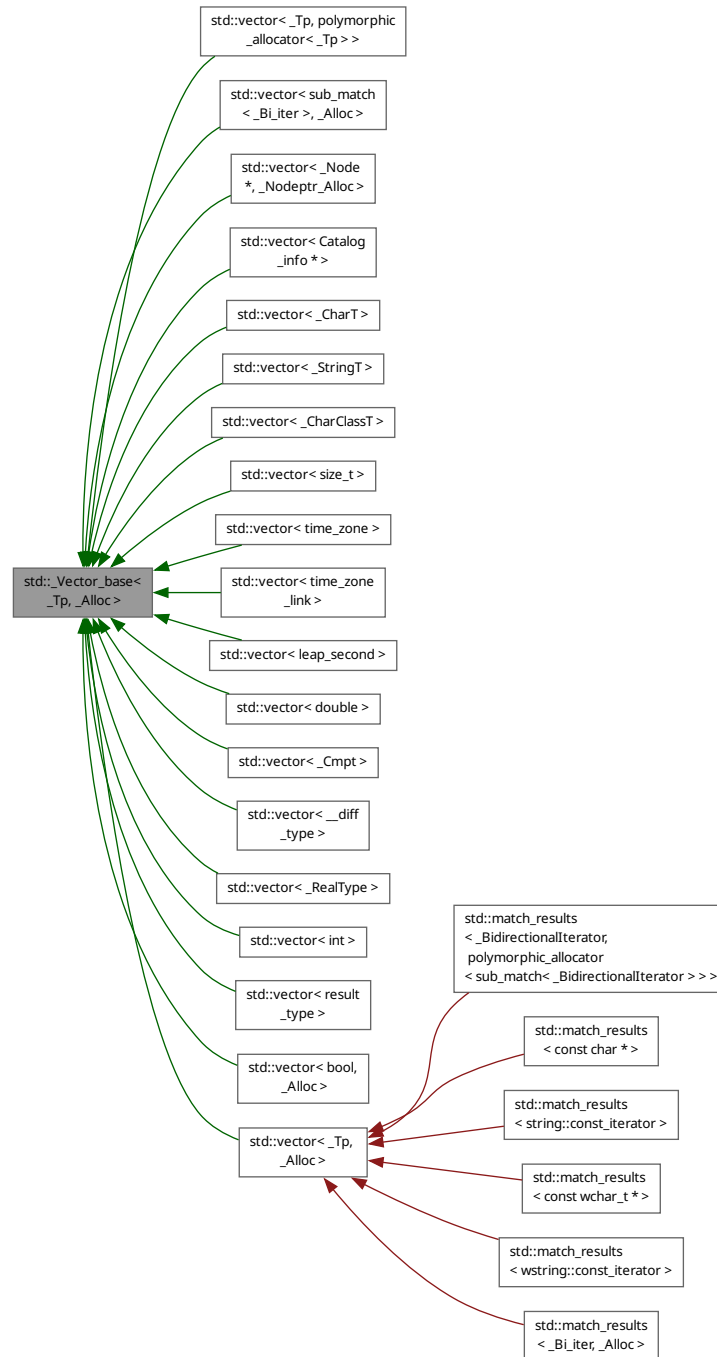 std::vector< _Tp, polymorphic
_allocator< _Tp > >
std::vector< sub_match
< _Bi_iter >, _Alloc >
std::vector< _Node
*, _Nodeptr_Alloc >
std::vector< Catalog
_info * >
std::vector< _CharT >
std::vector< _StringT >
std::vector< _CharClassT >
std::vector< size_t >
std::vector< time_zone >
std::_Vector_base<
_Tp, _Alloc >
std::vector< time_zone
_link >
std::vector< leap_second >
std::vector< double >
std::vector< _Cmpt >
std::vector< __diff
_type >
std::vector< _RealType >
std::vector< int >
std::vector< result
_type >
std::vector< bool,
_Alloc >
std::vector< _Tp,
_Alloc >
std::match_results
< _BidirectionalIterator,
polymorphic_allocator
< sub_match< _BidirectionalIterator > > >
std::match_results
< const char * >
std::match_results
< string::const_iterator >
std::match_results
< const wchar_t * >
std::match_results
< wstring::const_iterator >
std::match_results
< _Bi_iter, _Alloc >